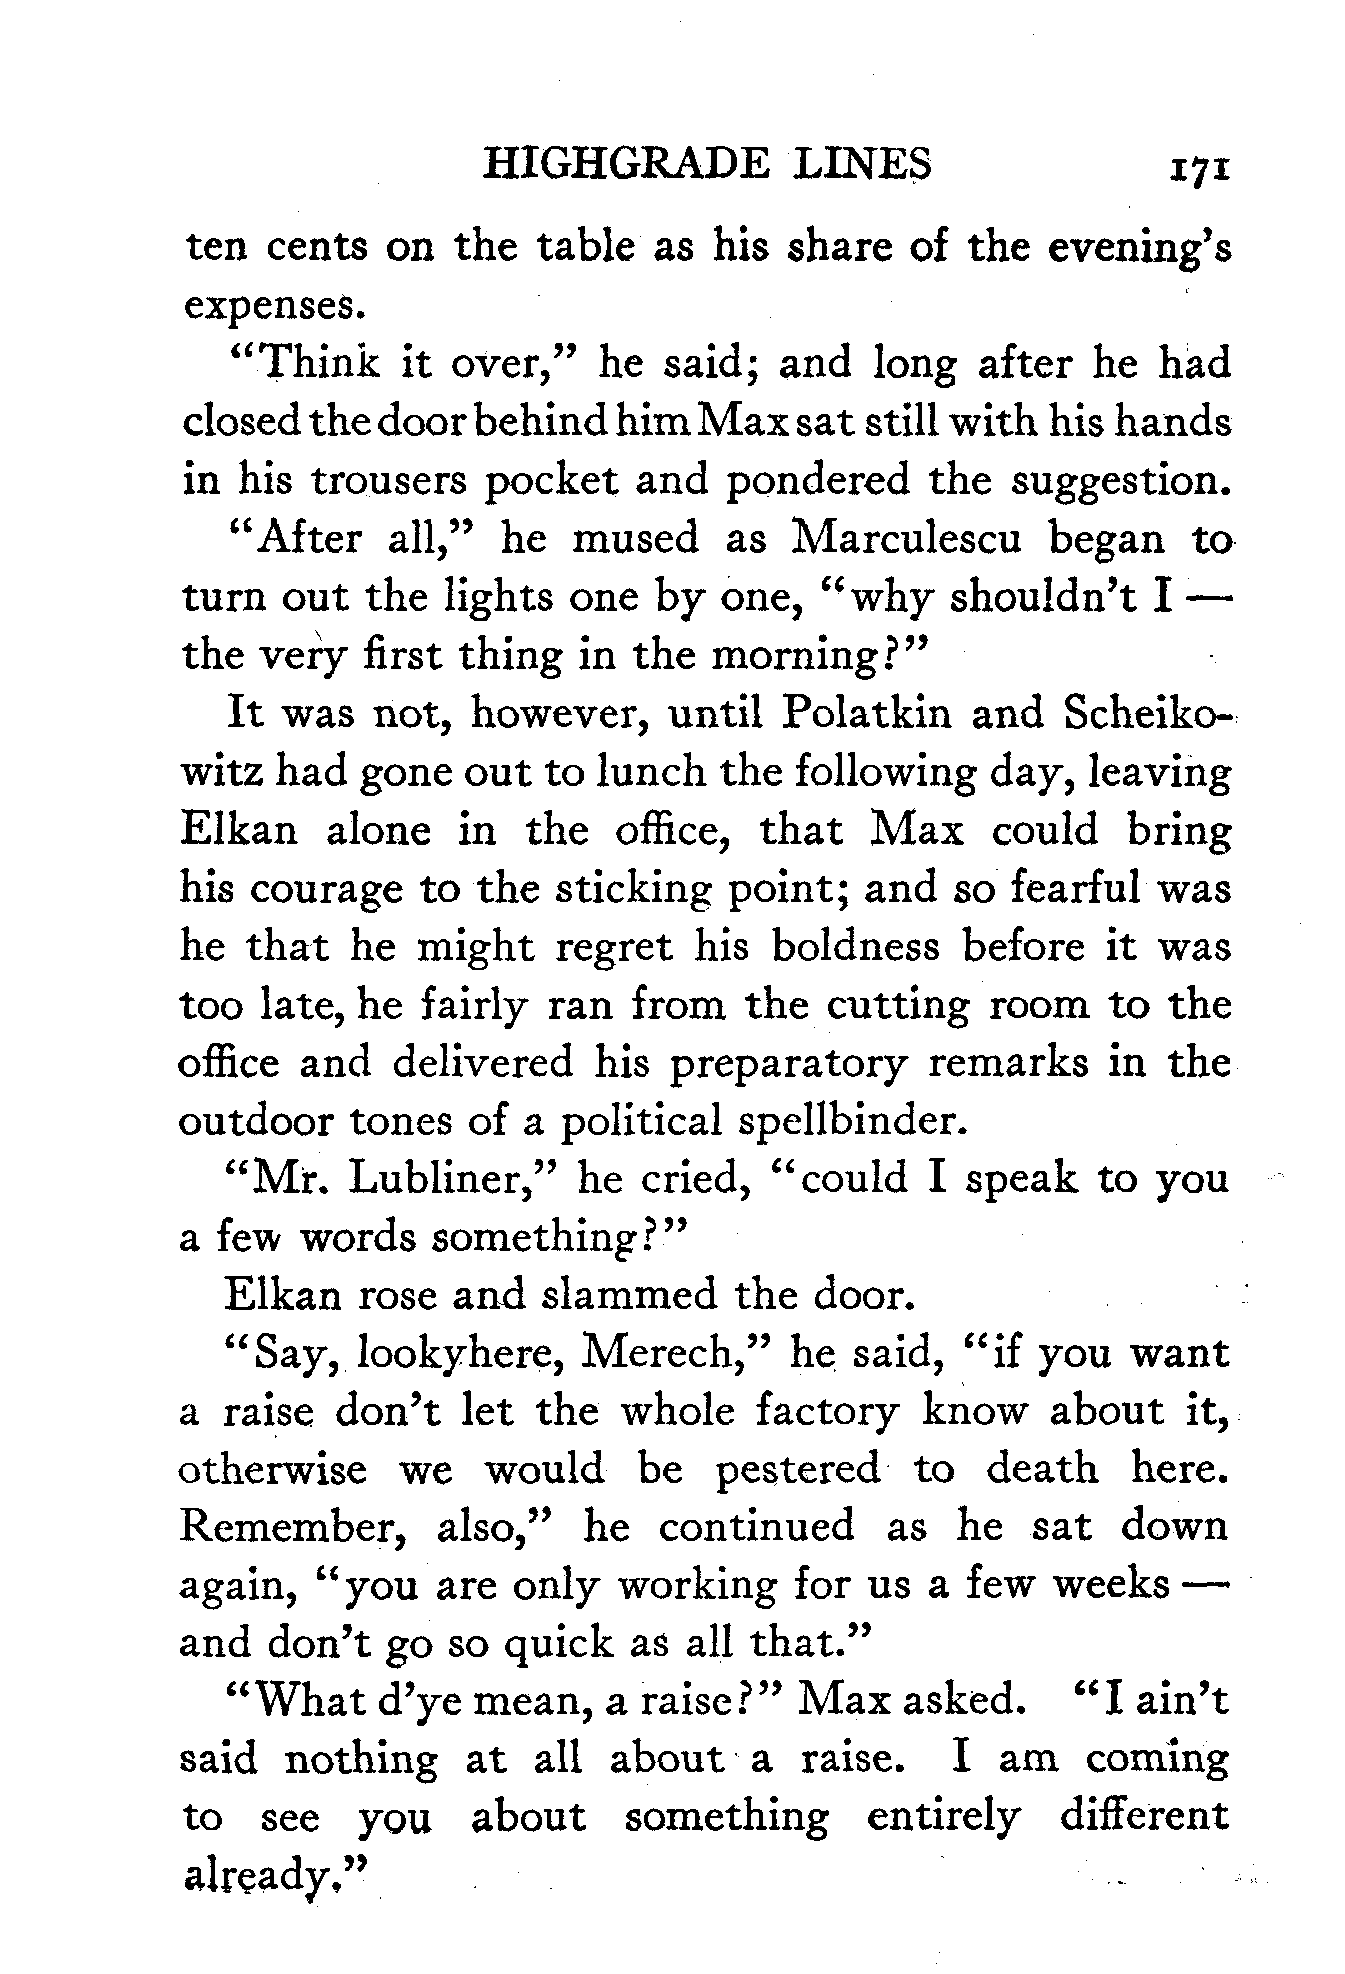 HIGHGRADE LINES 171
ten cents on the table as his share of the evening's
expenses.
"Think it over," he said; and long after he had
closed the door behind him Max sat still with his hands
in his trousers pocket and pondered the suggestion.
"After all," he mused as Marculescu began to
turn out the lights one by one, "why shouldn't I —
the very first thing in the morning?"
It was not, however, until Polatkin and Scheiko-
witz had gone out to lunch the following day, leaving
Elkan alone in the office, that Max could bring
his courage to the sticking point; and so fearful was
he that he might regret his boldness before it was
too late, he fairly ran from the cutting room to the
office and delivered his preparatory remarks in the
outdoor tones of a political spellbinder.
"Mr. Lubliner," he cried, "could I speak to you
a few words something?"
Elkan rose and slammed the door.
"Say, lookyhere, Merech," he said, "if you want
a raise don't let the whole factory know about it,
otherwise we would be pestered to death here.
Remember, also," he continued as he sat down
again, "you are only working for us a few weeks —
and don't go so quick as all that."
"What d'ye mean, a raise?" Max asked. "I ain't
said nothing at all about a raise. I am coming
to see you about something entirely different
already."